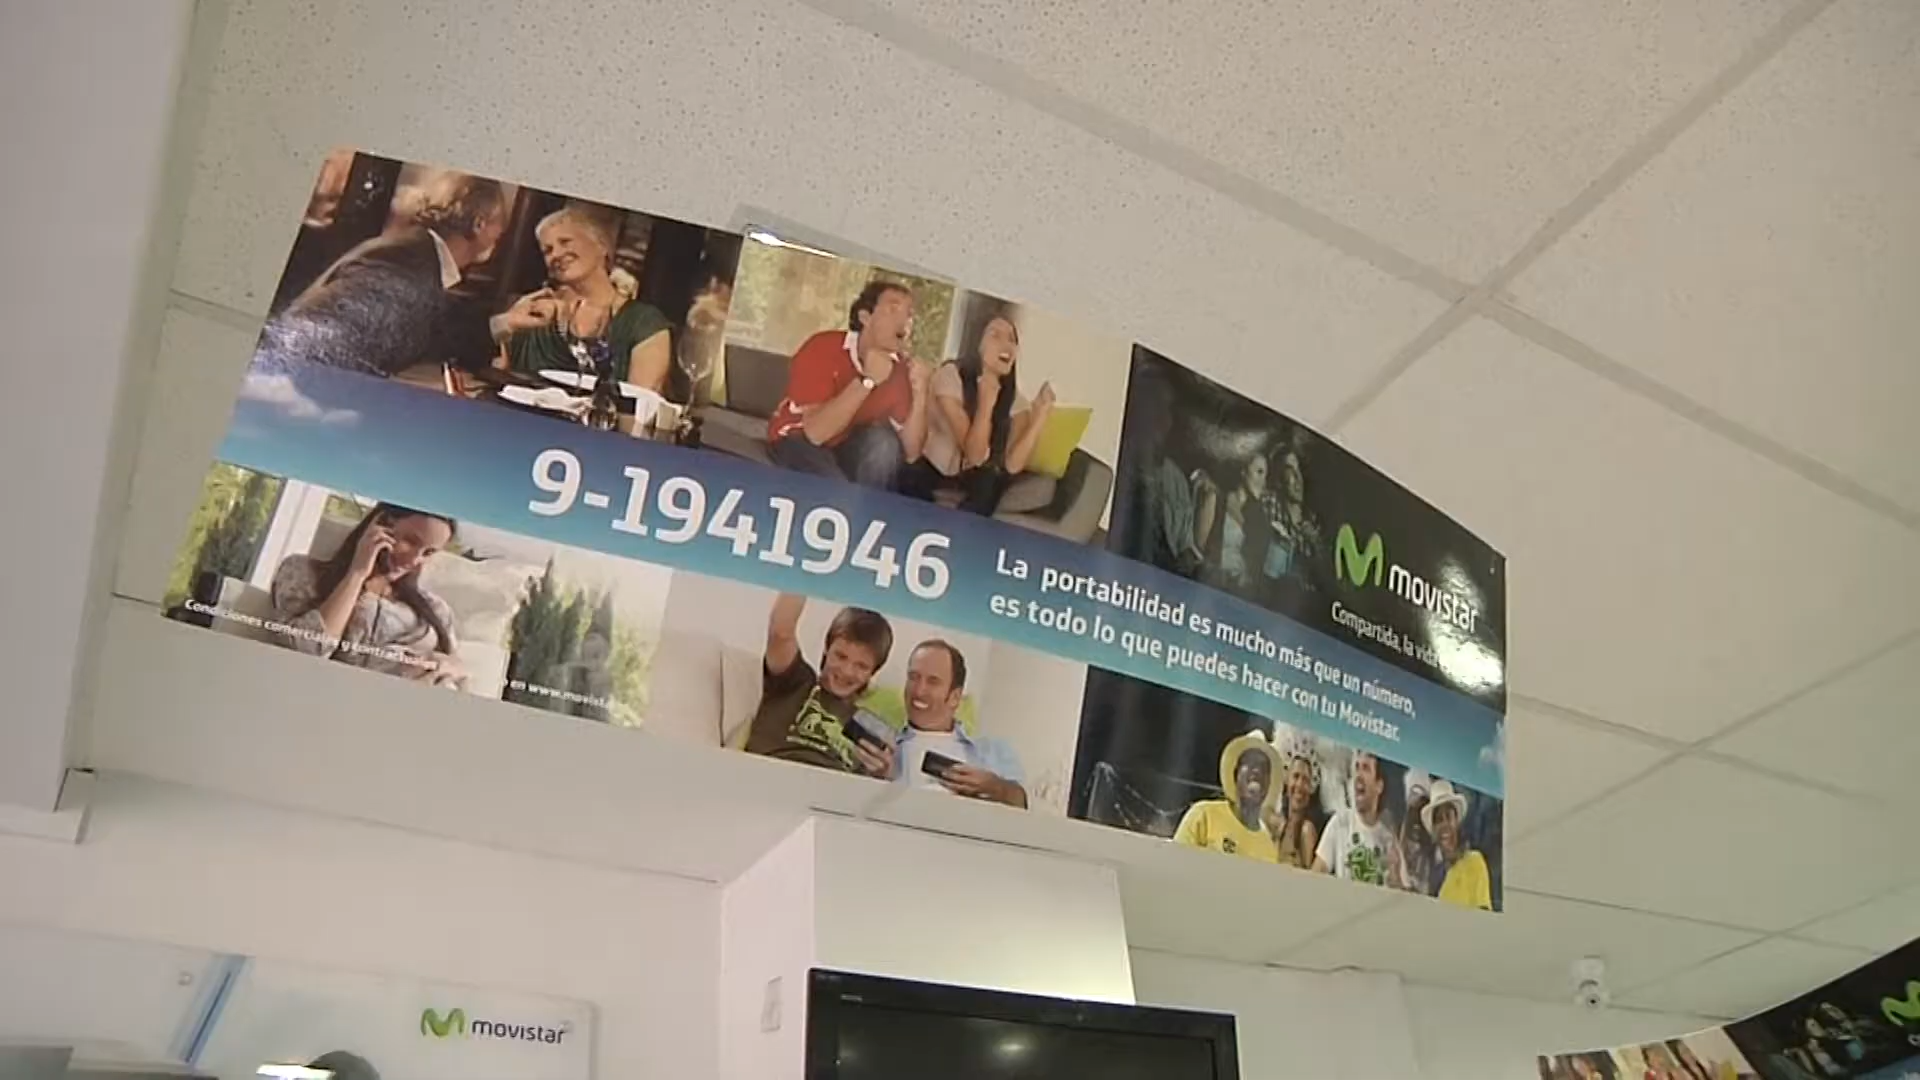 9-1941946
La portabilidad es mucho más que un número,
es todo lo que puedes hacer con tu Movistar.
movistar
Compartida, la vida
Condiciones comerciales y contractuales
en www.movistar
movistar